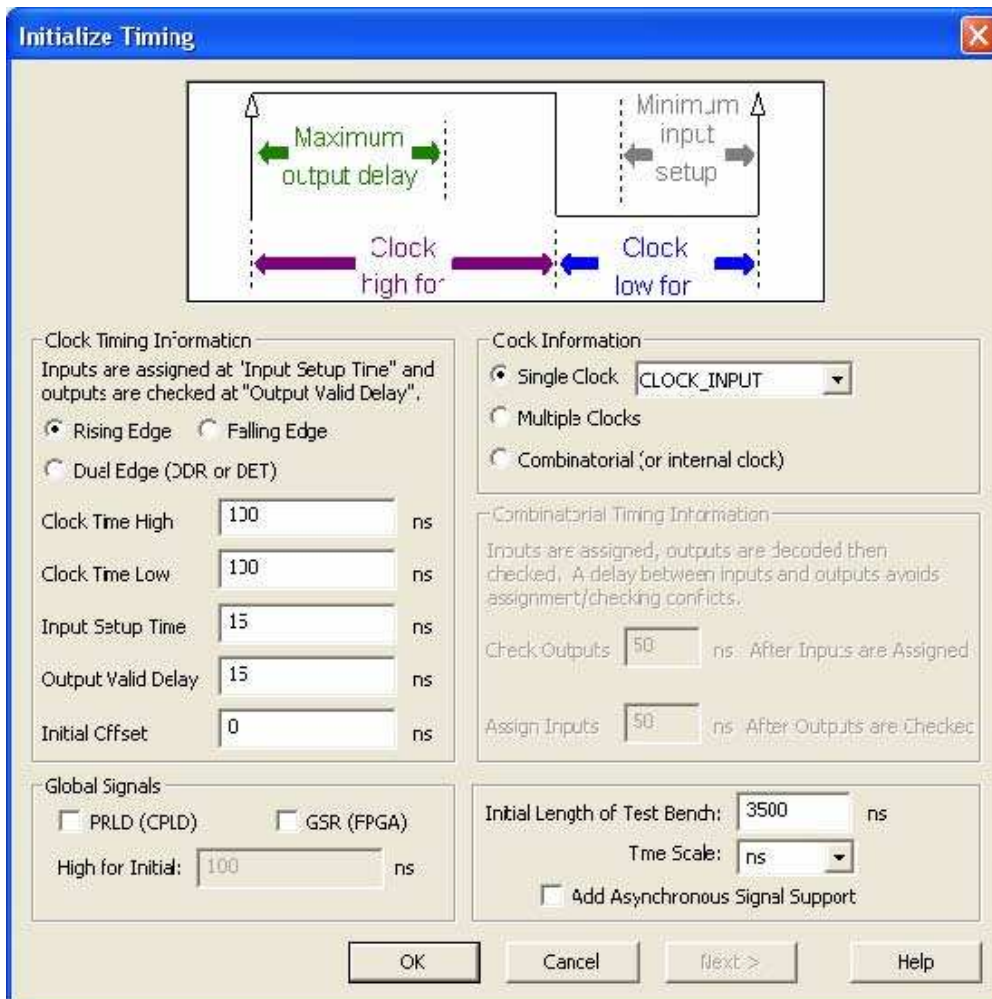 Initialize Timing
Maximum
output delay
Minimum
input
setup
Clock
high for
Clock
low for
Clock Timing Information
Inputs are assigned at "Input Setup Time" and
outputs are checked at "Output Valid Delay".
Rising Edge
Falling Edge
Dual Edge (DDR or DET)
Clock Time High
100
ns
Clock Time Low
100
ns
Input Setup Time
15
ns
Output Valid Delay
15
ns
Initial Offset
0
ns
Global Signals
PRLD (CPLD)
GSR (FPGA)
High for Initial:
100
ns
Clock Information
Single Clock
CLOCK_INPUT
Multiple Clocks
Combinatorial (or internal clock)
Combinatorial Timing Information
Inputs are assigned, outputs are decoded then
checked. A delay between inputs and outputs avoids
assignment/checking conflicts.
Check Outputs
50
ns After Inputs are Assigned
Assign Inputs
50
ns After Outputs are Checked
Initial Length of Test Bench:
3500
ns
Time Scale:
ns
Add Asynchronous Signal Support
OK
Cancel
Next >
Help